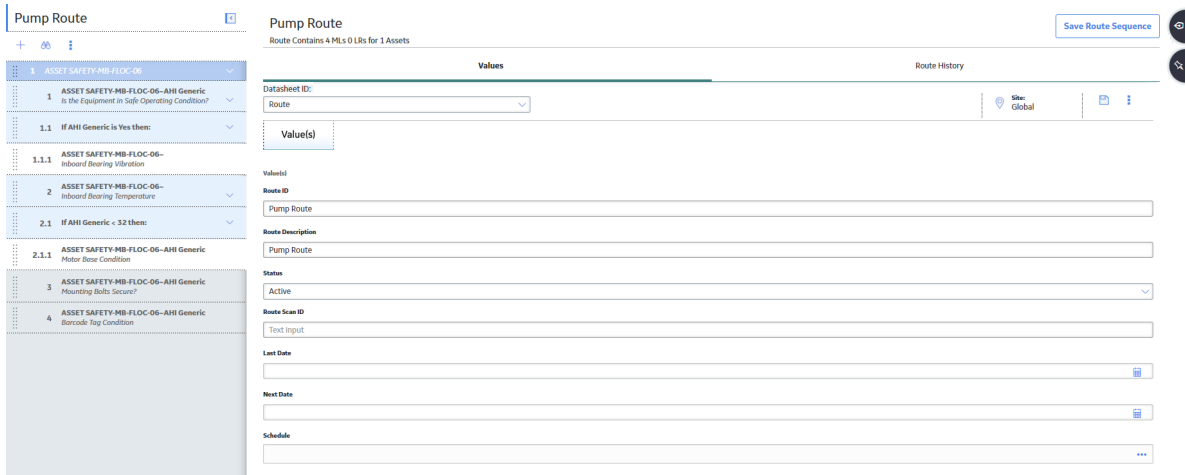 Pump Route
1 ASSET SAFETY-MB-FLOC-06
1 ASSET SAFETY-MB-FLOC-06~AHI Generic
Is the Equipment in Safe Operating Condition?
1.1 If AHI Generic is Yes then:
1.1.1 ASSET SAFETY-MB-FLOC-06~
Inboard Bearing Vibration
2 ASSET SAFETY-MB-FLOC-06~
Inboard Bearing Temperature
2.1 If AHI Generic < 32 then:
2.1.1 ASSET SAFETY-MB-FLOC-06~AHI Generic
Motor Base Condition
3 ASSET SAFETY-MB-FLOC-06~AHI Generic
Mounting Bolts Secure?
4 ASSET SAFETY-MB-FLOC-06~AHI Generic
Barcode Tag Condition
Pump Route
Route Contains 4 MLs 0 LRs for 1 Assets
Save Route Sequence
Values
Route History
Datasheet ID:
Route
Site:
Global
Value(s)
Value(s)
Route ID
Pump Route
Route Description
Pump Route
Status
Active
Route Scan ID
Text input
Last Date
Next Date
Schedule